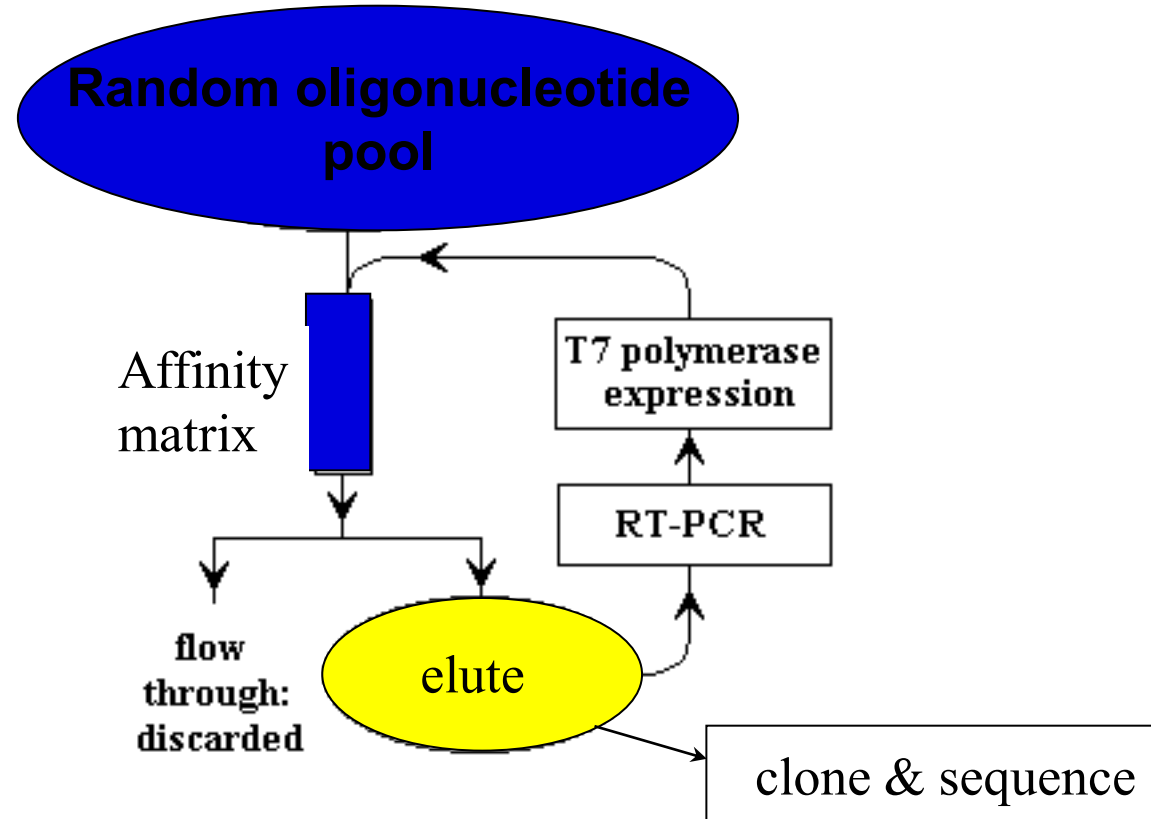 Random oligonucleotide
pool
Affinity
matrix
T7 polymerase
expression
RT-PCR
flow
through:
discarded
elute
clone & sequence